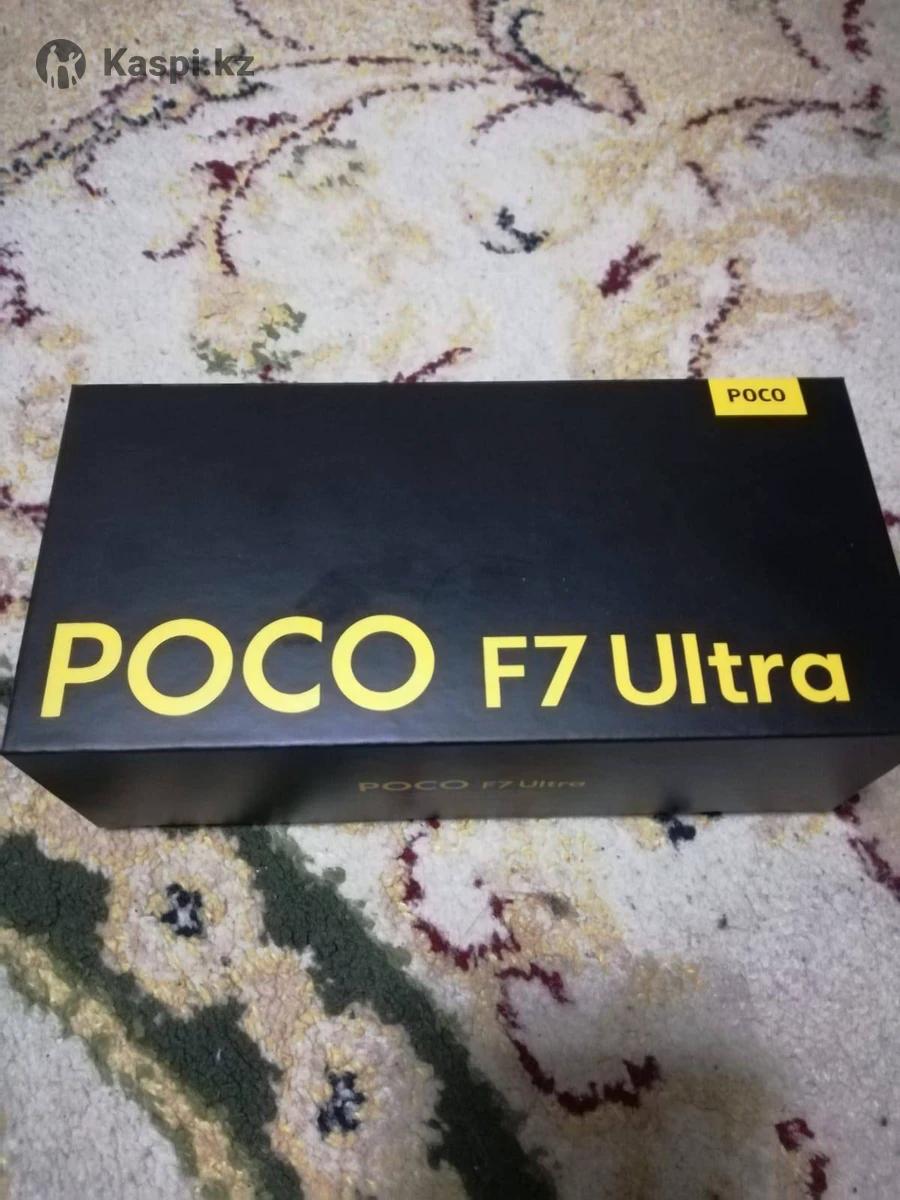 Kaspi.kz
POCO
POCO F7 Ultra
POCO F7 Ultra